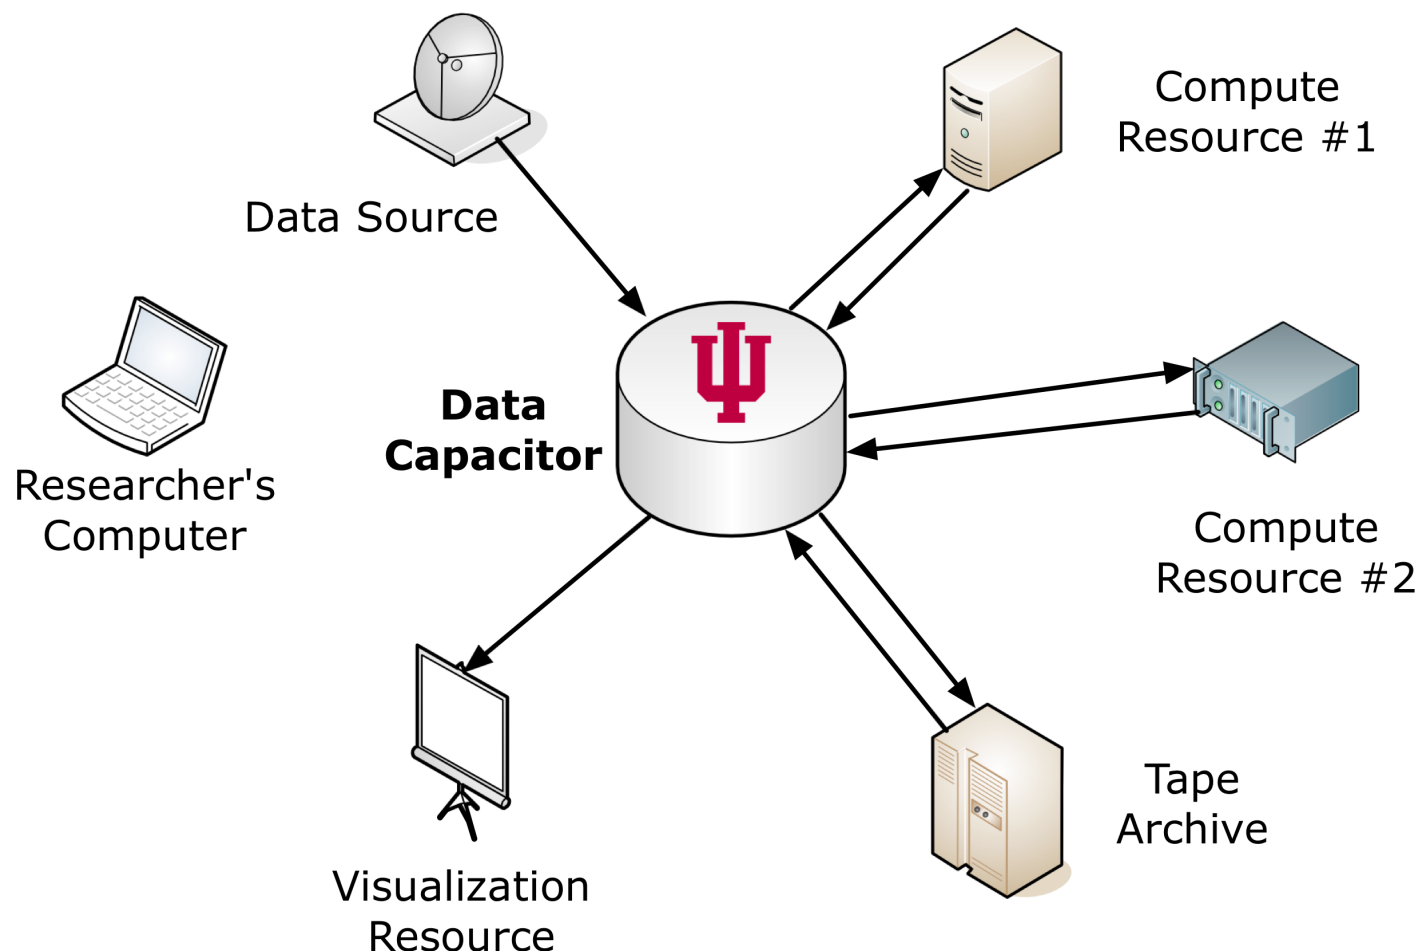 Compute
Resource #1
Data Source
Data
Capacitor
Researcher's
Computer
Compute
Resource #2
Tape
Archive
Visualization
Resource